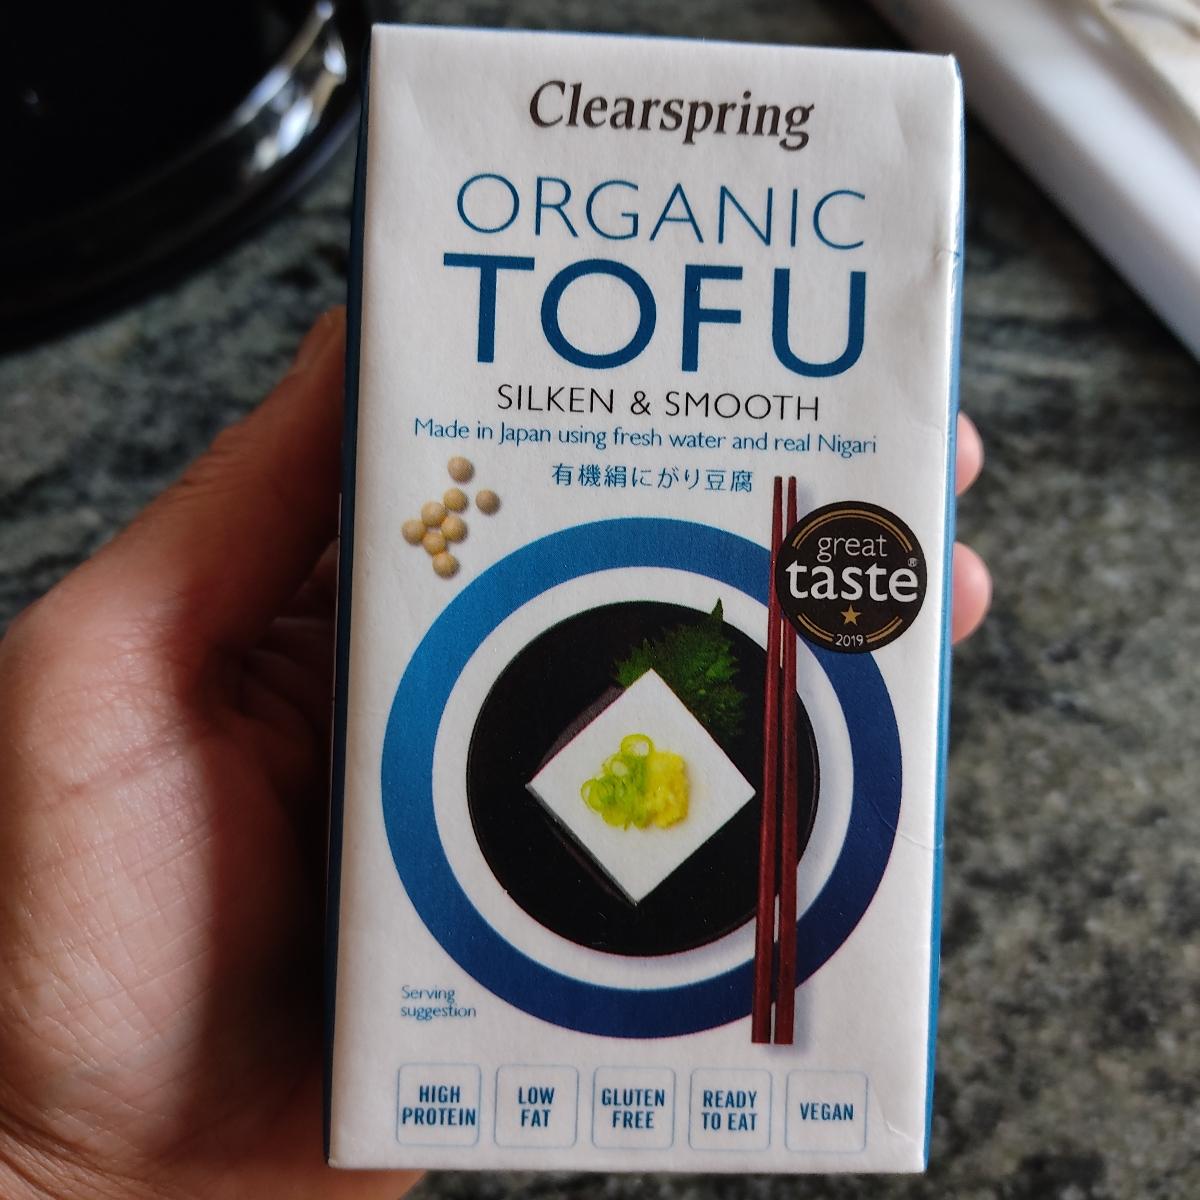 Clearspring
ORGANIC
TOFU
SILKEN & SMOOTH
Made in Japan using fresh water and real Nigari
有機絹にがり豆腐
great
taste®
2019
Serving
suggestion
HIGH
PROTEIN
LOW
FAT
GLUTEN
FREE
READY
TO EAT
VEGAN